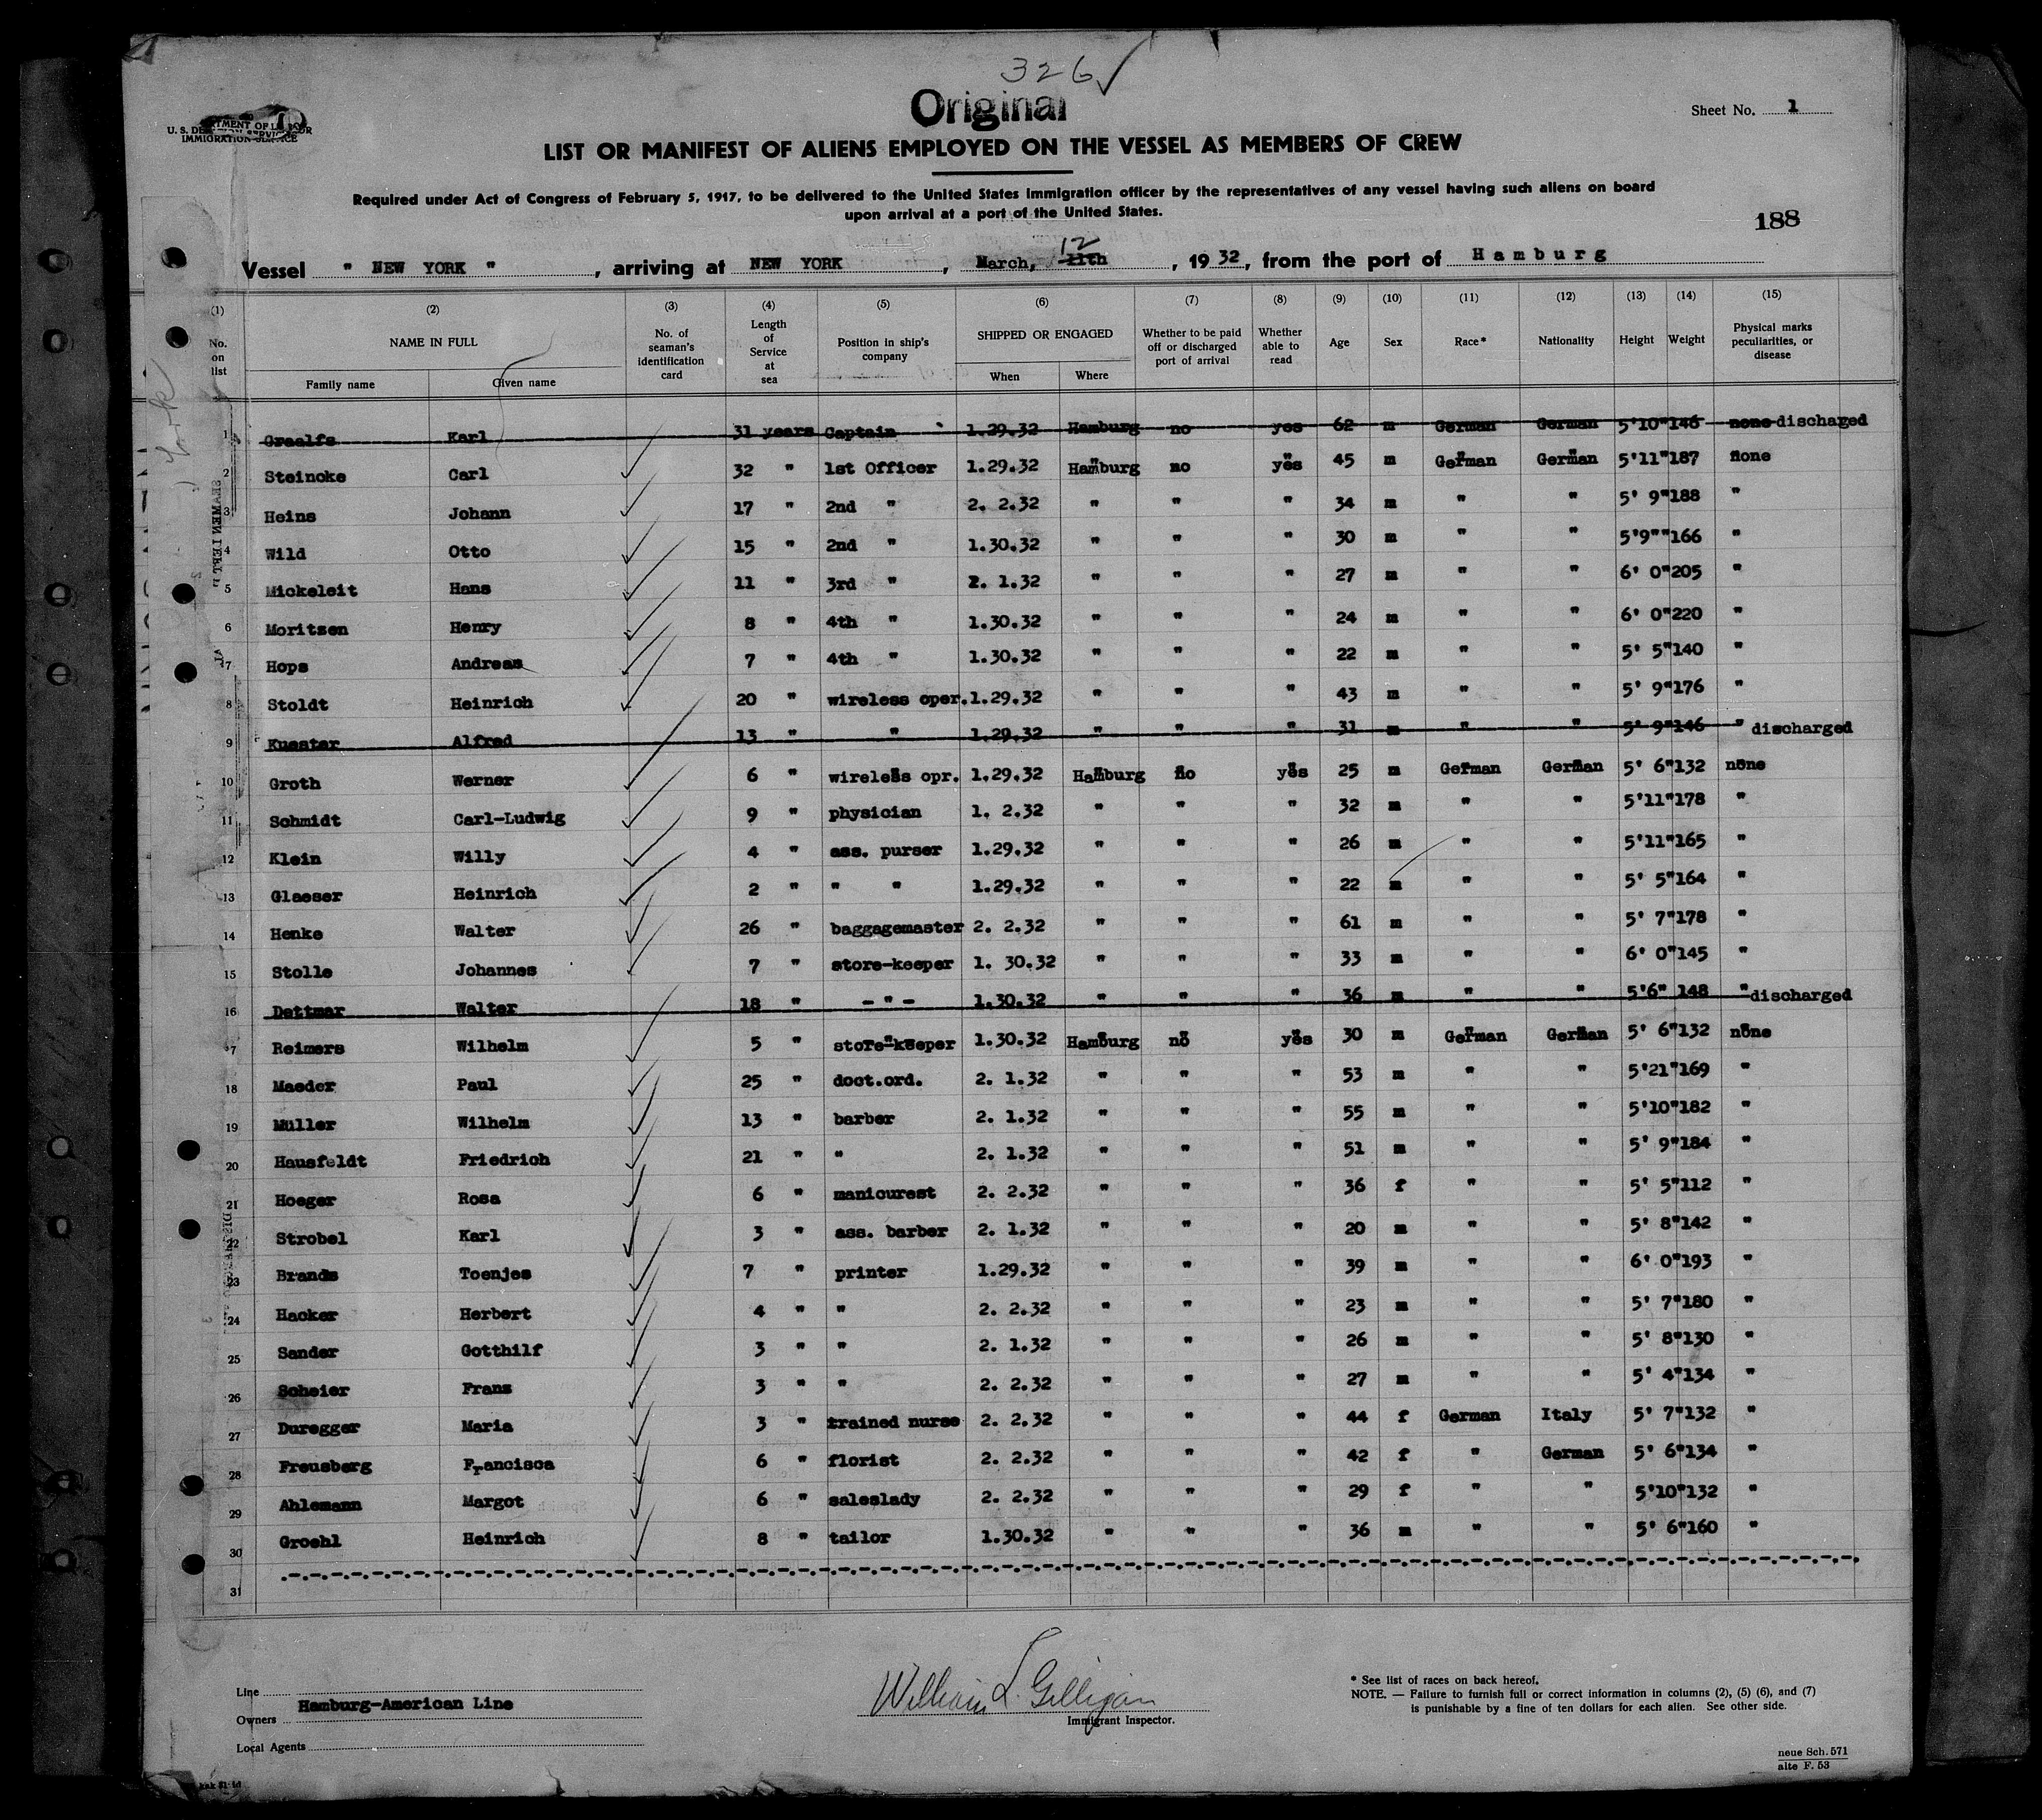 326✓
Original
Sheet No. 1
IMMIGRATION SERVICE
LIST OR MANIFEST OF ALIENS EMPLOYED ON THE VESSEL AS MEMBERS OF CREW
Required under Act of Congress of February 5, 1917, to be delivered to the United States immigration officer by the representatives of any vessel having such aliens on board
upon arrival at a port of the United States.
188
12
Vessel " NEW YORK " , arriving at NEW YORK , March, 11th , 1932, from the port of Hamburg
(1) (2) (3) (4) (5) (6) (7) (8) (9) (10) (11) (12) (13) (14) (15)
No. on list NAME IN FULL Family name Given name No. of seaman's identification card Length of Service at sea Position in ship's company SHIPPED OR ENGAGED When Where Whether to be paid off or discharged port of arrival Whether able to read Age Sex Race* Nationality Height Weight Physical marks peculiarities, or disease
1 Graalfs Karl 31 years Captain 1.29.32 Hamburg no yes 62 m German German 5'10"146 none discharged
2 Steincke Carl 32 " 1st Officer 1.29.32 Hamburg no yes 45 m German German 5'11"187 none
3 Heins Johann 17 " 2nd " 2. 2.32 " " " 34 m " " 5' 9"188 "
4 Wild Otto 15 " 2nd " 1.30.32 " " " 30 m " " 5'9""166 "
5 Mickeleit Hans 11 " 3rd " 2. 1.32 " " " 27 m " " 6' 0"205 "
6 Moritzen Henry 8 " 4th " 1.30.32 " " " 24 m " " 6' 0"220 "
7 Hops Andreas 7 " 4th " 1.30.32 " " " 22 m " " 5' 5"140 "
8 Stoldt Heinrich 20 " wireless oper.1.29.32 " " " 43 m " " 5' 9"176 "
9 Kuester Alfred 13 " " 1.29.32 " " " 31 m " " 5' 9"146 " discharged
10 Groth Werner 6 " wireless opr. 1.29.32 Hamburg no yes 25 m German German 5' 6"132 none
11 Schmidt Carl-Ludwig 9 " physician 1. 2.32 " " " 32 m " " 5'11"178 "
12 Klein Willy 4 " ass. purser 1.29.32 " " " 26 m " " 5'11"165 "
13 Glaeser Heinrich 2 " " " 1.29.32 " " " 22 m " " 5' 5"164 "
14 Henke Walter 26 " baggagemaster 2. 2.32 " " " 61 m " " 5' 7"178 "
15 Stolle Johannes 7 " store-keeper 1. 30.32 " " " 33 m " " 6' 0"145 "
16 Dettmar Walter 18 " - " - 1.30.32 " " " 36 m " " 5'6" 148 " discharged
17 Reimers Wilhelm 5 " store-keeper 1.30.32 Hamburg no yes 30 m German German 5' 6"132 none
18 Maeder Paul 25 " doct.ord. 2. 1.32 " " " 53 m " " 5'21"169 "
19 Müller Wilhelm 13 " barber 2. 1.32 " " " 55 m " " 5'10"182 "
20 Hausfeldt Friedrich 21 " " 2. 1.32 " " " 51 m " " 5' 9"184 "
21 Hoeger Rosa 6 " manicurest 2. 2.32 " " " 36 f " " 5' 5"112 "
22 Strobel Karl 3 " ass. barber 2. 1.32 " " " 20 m " " 5' 8"142 "
23 Brands Toenjes 7 " printer 1.29.32 " " " 39 m " " 6' 0"193 "
24 Hacker Herbert 4 " " 2. 2.32 " " " 23 m " " 5' 7"180 "
25 Sander Gotthilf 3 " " 2. 1.32 " " " 26 m " " 5' 8"130 "
26 Scheier Franz 3 " " 2. 2.32 " " " 27 m " " 5' 4"134 "
27 Duregger Maria 3 " trained nurse 2. 2.32 " " " 44 f German Italy 5' 7"132 "
28 Freusberg Francisca 6 " florist 2. 2.32 " " " 42 f " German 5' 6"134 "
29 Ahlemann Margot 6 " saleslady 2. 2.32 " " " 29 f " " 5'10"132 "
30 Groehl Heinrich 8 " tailor 1.30.32 " " " 36 m " " 5' 6"160 "
31
Line
Hamburg-American Line
Owners
Local Agents
William L. Gilligan
Immigrant Inspector.
* See list of races on back hereof.
NOTE. — Failure to furnish full or correct information in columns (2), (5) (6), and (7)
is punishable by a fine of ten dollars for each alien. See other side.
neue Sch. 571
alte F. 53